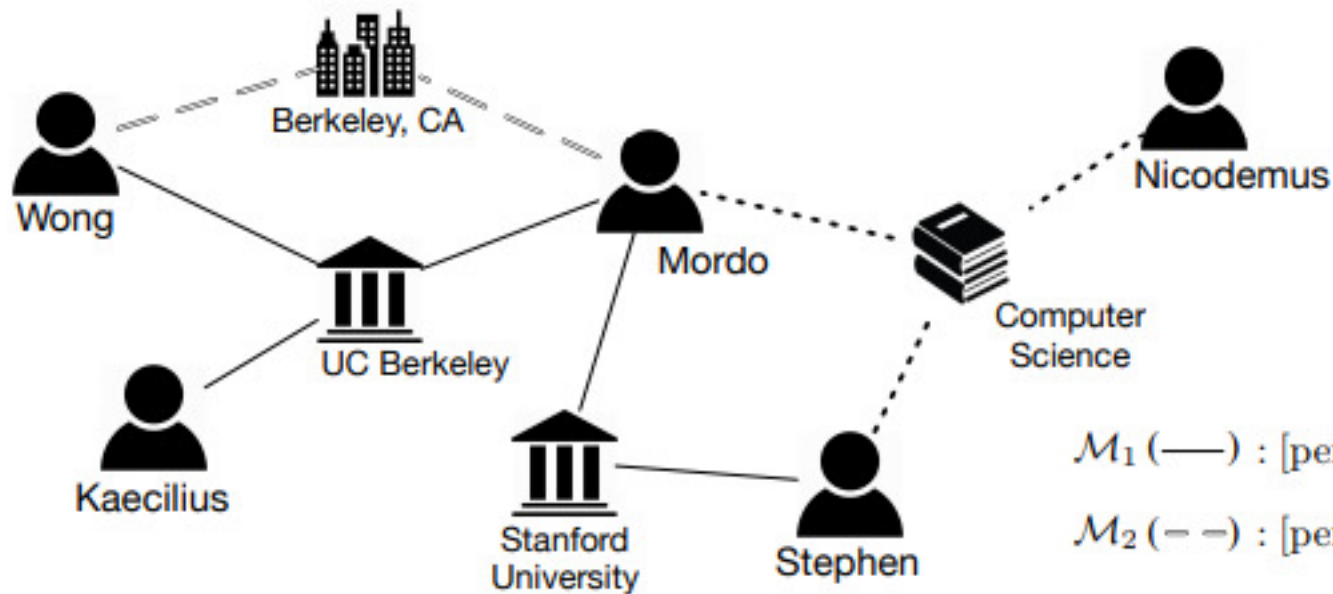 Berkeley, CA
Wong
Nicodemus
Mordo
UC Berkeley
Computer
Science
Kaecilius
Stanford
University
Stephen
M₁ (—) : [pe
M₂ (– –) : [pe